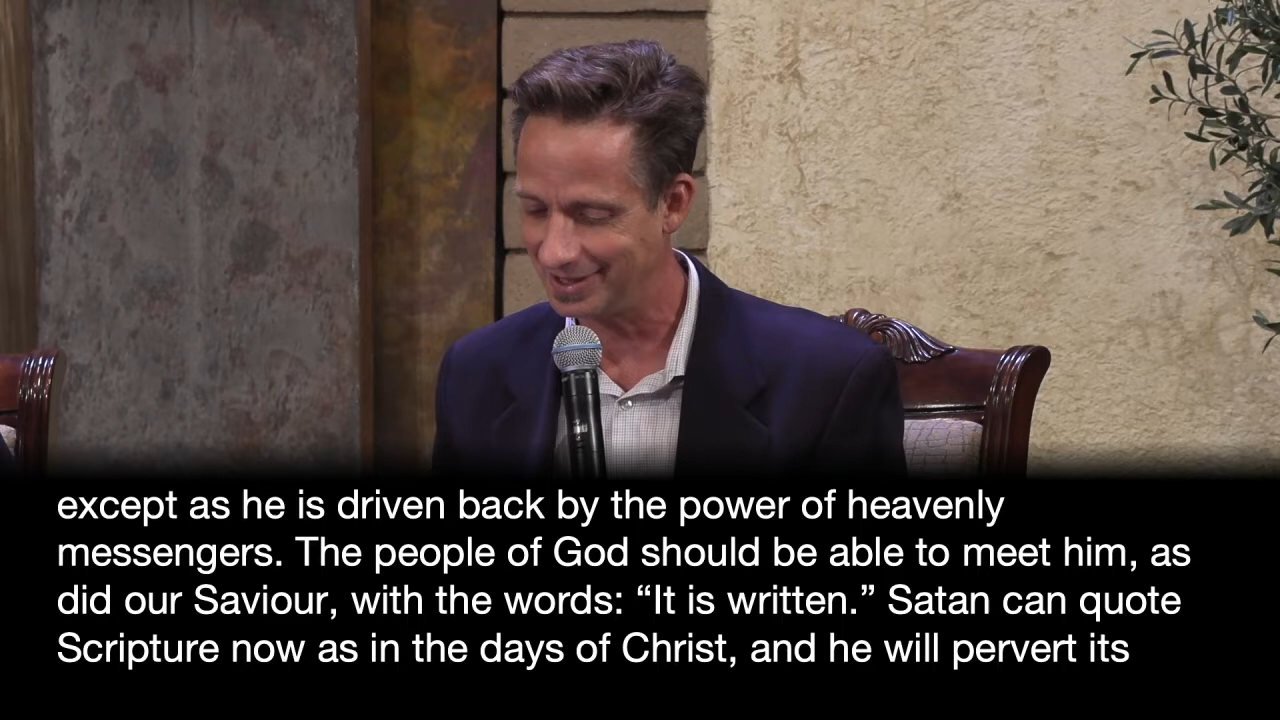 except as he is driven back by the power of heavenly
messengers. The people of God should be able to meet him, as
did our Saviour, with the words: “It is written.” Satan can quote
Scripture now as in the days of Christ, and he will pervert its